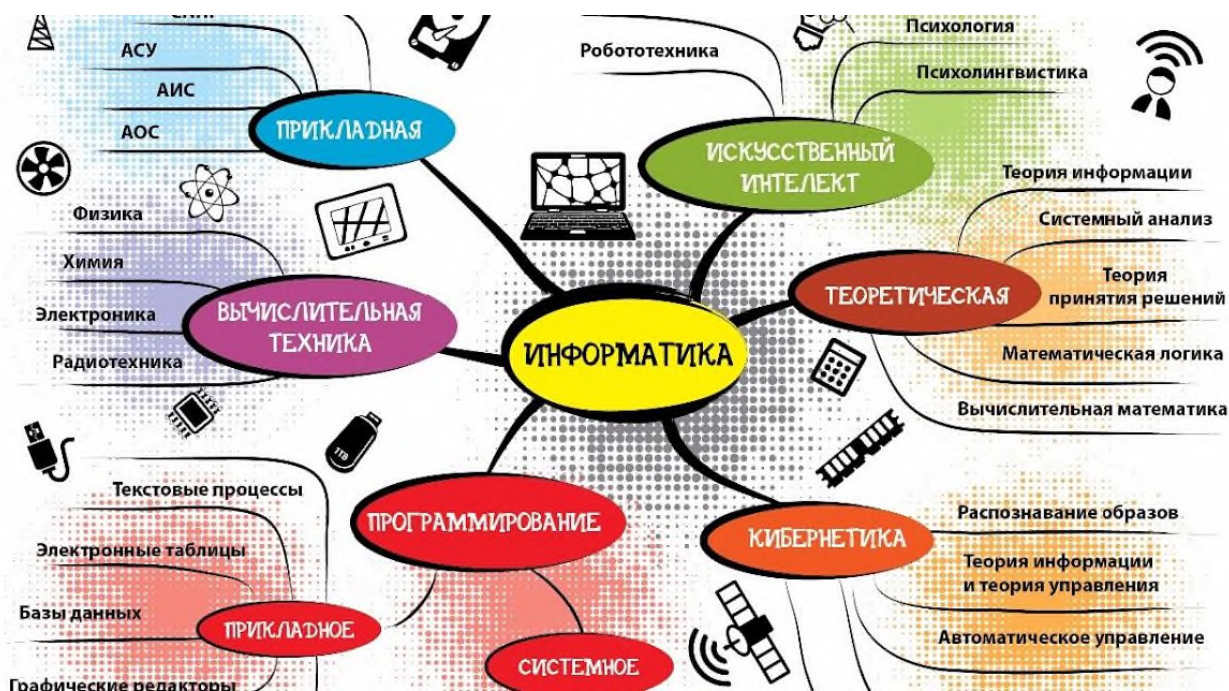 АСУ
АИС
АОС
ПРИКЛАДНАЯ
Робототехника
Психология
Психолингвистика
ИСКУССТВЕННЫЙ
ИНТЕЛЕКТ
Физика
Химия
Электроника
Радиотехника
ВЫЧИСЛИТЕЛЬНАЯ
ТЕХНИКА
ИНФОРМАТИКА
Теория информации
Системный анализ
Теория
принятия решений
Математическая логика
Вычислительная математика
ТЕОРЕТИЧЕСКАЯ
1TB
Текстовые процессы
Электронные таблицы
Базы данных
Графические редакторы
ПРИКЛАДНОЕ
ПРОГРАММИРОВАНИЕ
СИСТЕМНОЕ
КИБЕРНЕТИКА
Распознавание образов
Теория информации
и теория управления
Автоматическое управление